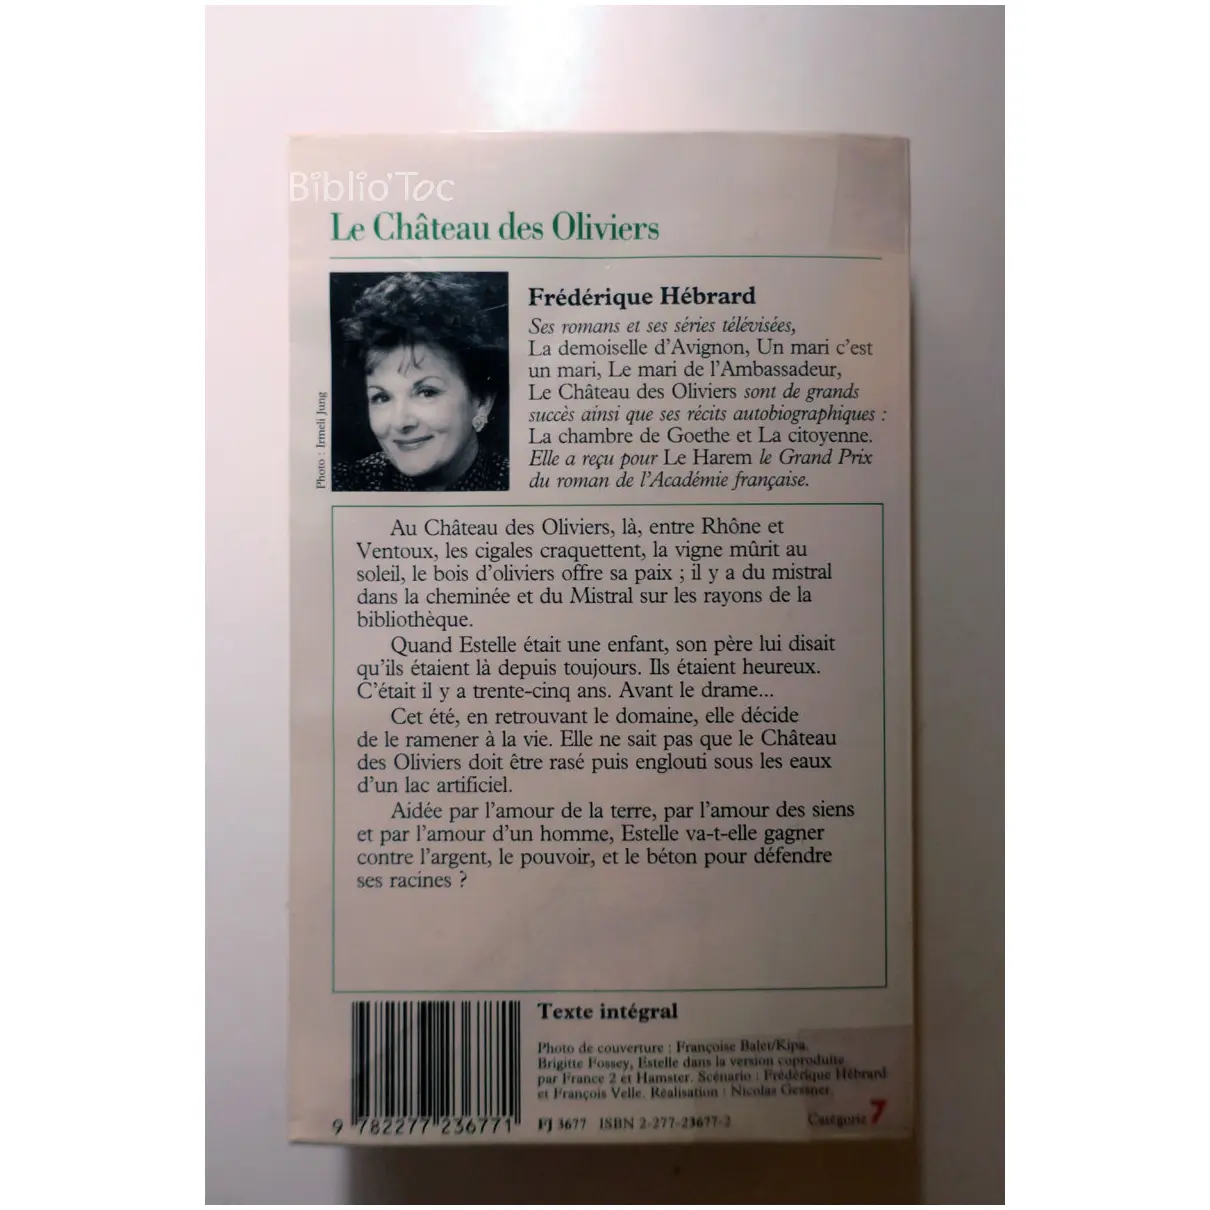 Biblio'Toc
Le Château des Oliviers
Photo : Irmeli Jung
Frédérique Hébrard
Ses romans et ses séries télévisées,
La demoiselle d'Avignon, Un mari c'est
un mari, Le mari de l'Ambassadeur,
Le Château des Oliviers sont de grands
succès ainsi que ses récits autobiographiques :
La chambre de Goethe et La citoyenne.
Elle a reçu pour Le Harem le Grand Prix
du roman de l'Académie française.
Au Château des Oliviers, là, entre Rhône et
Ventoux, les cigales craquettent, la vigne mûrit au
soleil, le bois d'oliviers offre sa paix ; il y a du mistral
dans la cheminée et du Mistral sur les rayons de la
bibliothèque.
Quand Estelle était une enfant, son père lui disait
qu'ils étaient là depuis toujours. Ils étaient heureux.
C'était il y a trente-cinq ans. Avant le drame...
Cet été, en retrouvant le domaine, elle décide
de le ramener à la vie. Elle ne sait pas que le Château
des Oliviers doit être rasé puis englouti sous les eaux
d'un lac artificiel.
Aidée par l'amour de la terre, par l'amour des siens
et par l'amour d'un homme, Estelle va-t-elle gagner
contre l'argent, le pouvoir, et le béton pour défendre
ses racines ?
Texte intégral
Photo de couverture : Françoise Balet/Kipa.
Brigitte Fossey, Estelle dans la version coproduite
par France 2 et Hamster. Scénario : Frédérique Hébrard
et François Velle. Réalisation : Nicolas Gessner.
9 782277 236771
FJ 3677 ISBN 2-277-23677-2
Catégorie 7